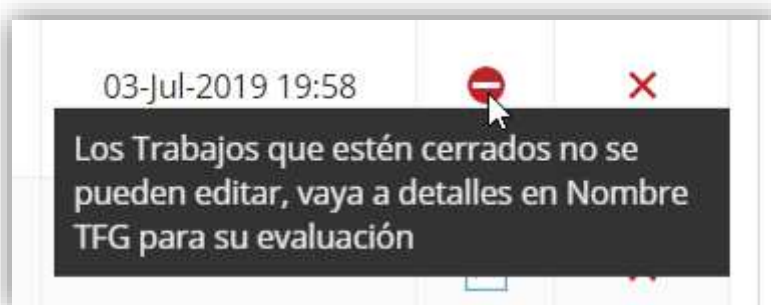 03-Jul-2019 19:58
Los Trabajos que estén cerrados no se
pueden editar, vaya a detalles en Nombre
TFG para su evaluación